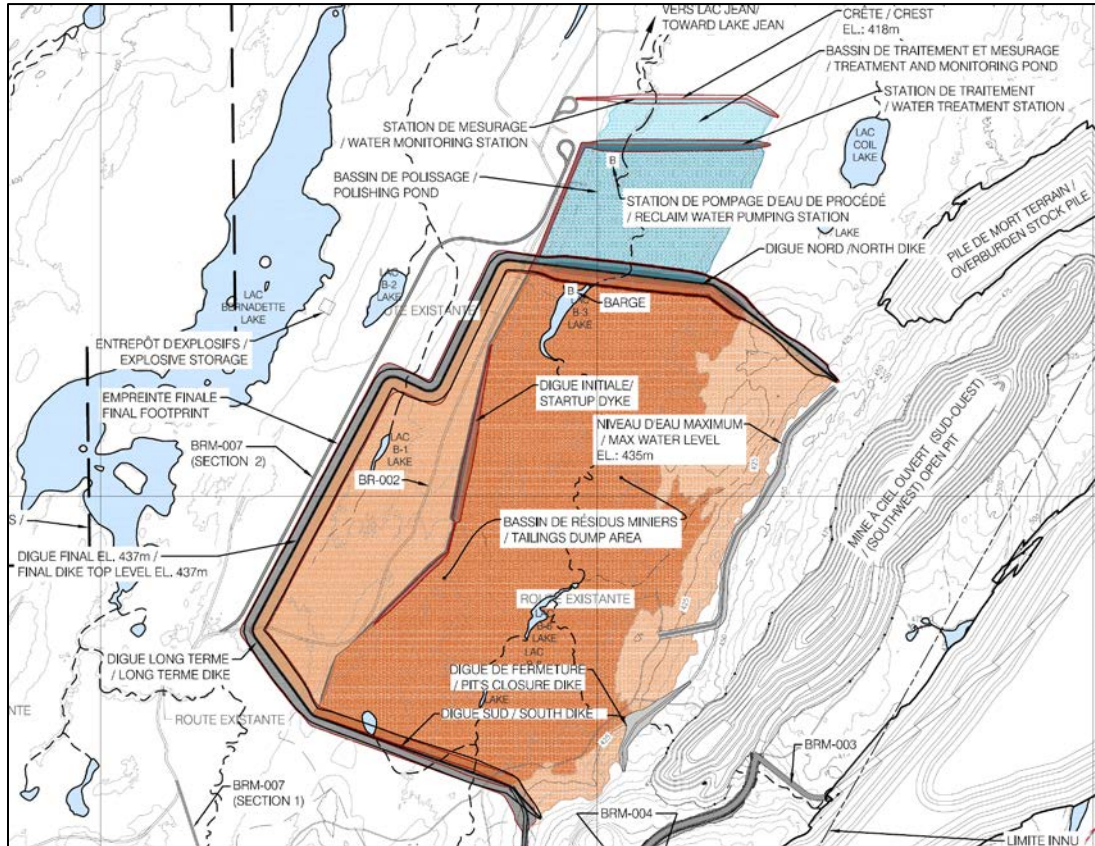 VERS LAC JEAN/
TOWARD LAKE JEAN
CRÊTE / CREST
EL.: 418m
BASSIN DE TRAITEMENT ET MESURAGE
/ TREATMENT AND MONITORING POND
STATION DE TRAITEMENT
/ WATER TREATMENT STATION
STATION DE MESURAGE
/ WATER MONITORING STATION
LAC
COIL
LAKE
BASSIN DE POLISSAGE /
POLISHING POND
B
STATION DE POMPAGE D'EAU DE PROCÉDÉ
/ RECLAIM WATER PUMPING STATION
LAKE
PILE DE MORT TERRAIN /
OVERBURDEN STOCK PILE
DIGUE NORD /NORTH DIKE
LAC
B-2
LAKE
LAC
BERNADETTE
LAKE
UTE EXISTANTE
B
BARGE
LAC
B-3
LAKE
ENTREPÔT D'EXPLOSIFS /
EXPLOSIVE STORAGE
EMPREINTE FINALE
FINAL FOOTPRINT
DIGUE INITIALE/
STARTUP DYKE
NIVEAU D'EAU MAXIMUM
/ MAX WATER LEVEL
EL.: 435m
BRM-007
(SECTION 2)
LAC
B-1
LAKE
BR-002
425
MINE À CIEL OUVERT (SUD-OUEST)
/ (SOUTHWEST) OPEN PIT
S /
BASSIN DE RÉSIDUS MINIERS
/ TAILINGS DUMP AREA
DIGUE FINAL EL. 437m /
FINAL DIKE TOP LEVEL EL. 437m
ROUTE EXISTANTE
425
LAKE
LAC
DIGUE LONG TERME
/ LONG TERME DIKE
DIGUE DE FERMETURE
/ PIT'S CLOSURE DIKE
LAKE
NTE
ROUTE EXISTANTE
DIGUE SUD / SOUTH DIKE
425
BRM-003
BRM-007
(SECTION 1)
BRM-004
LIMITE INNU